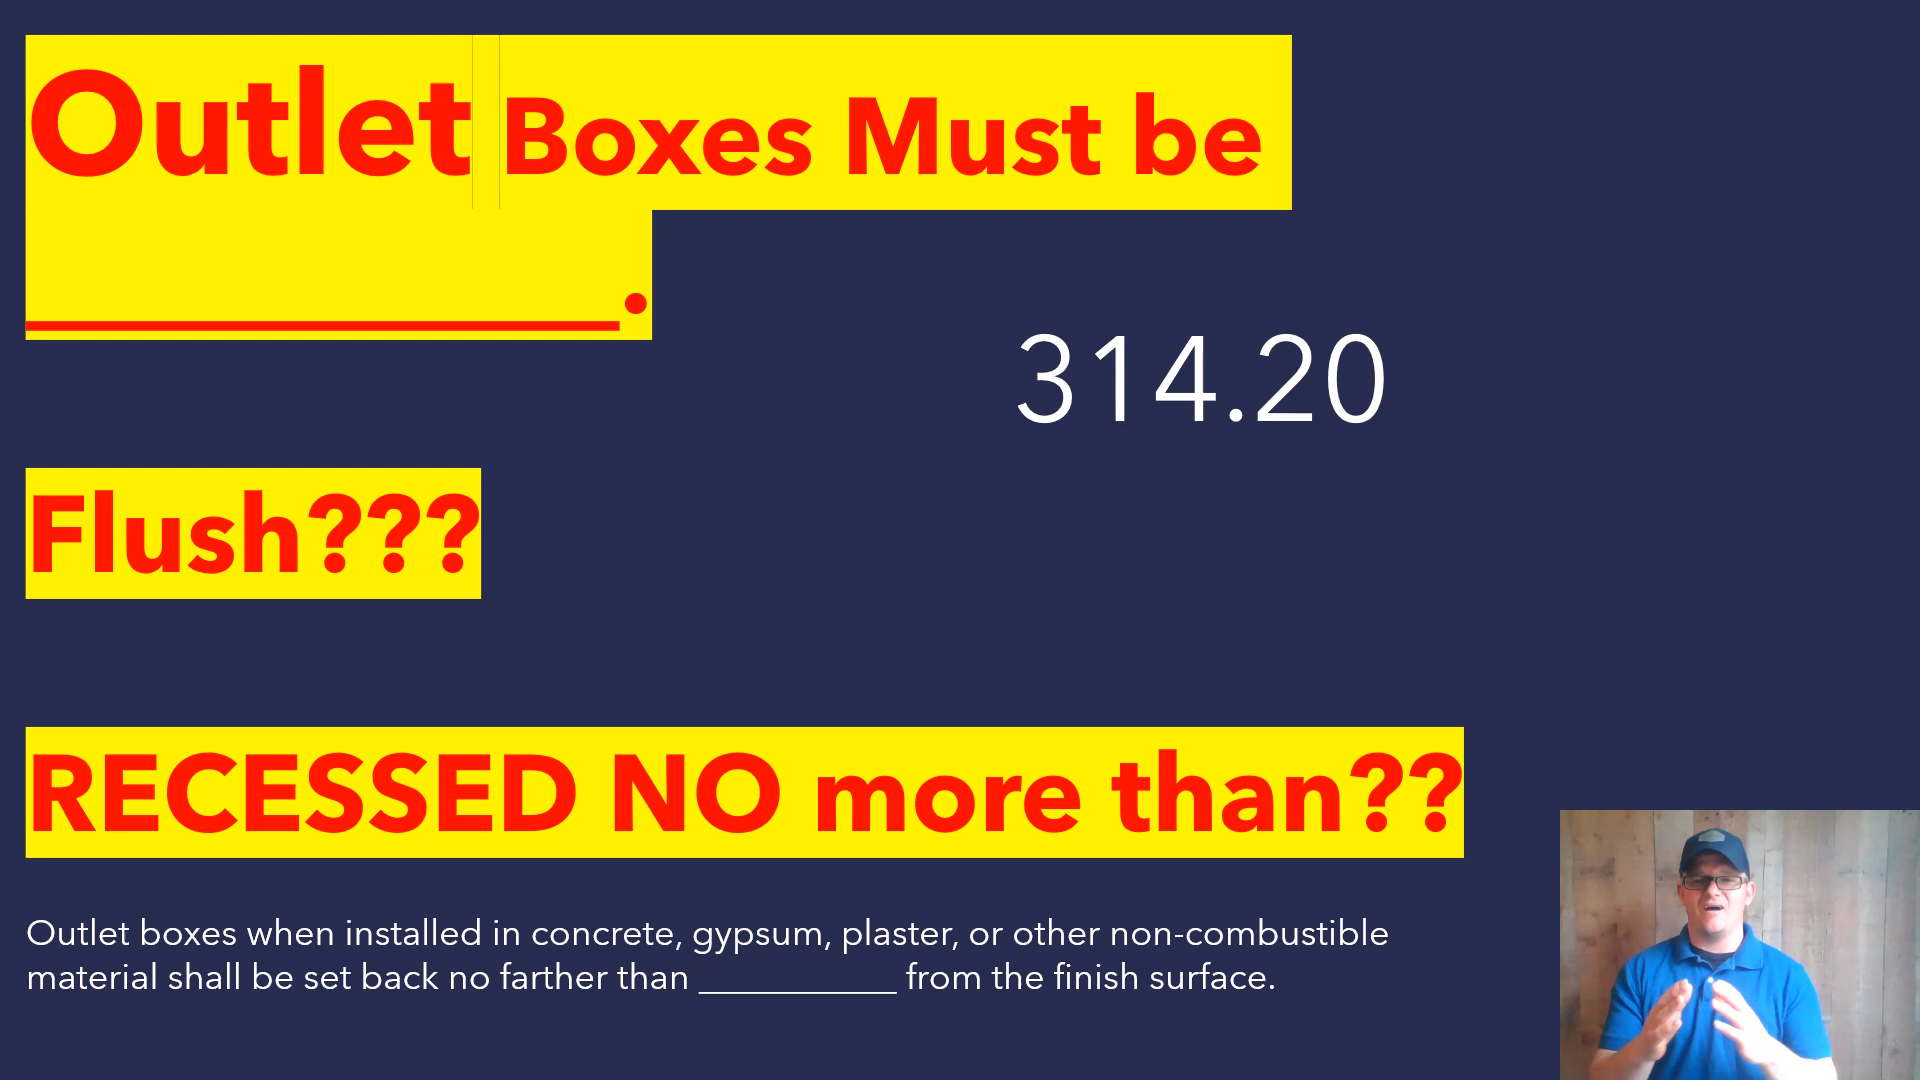 Outlet Boxes Must be
___________.
314.20
Flush???
RECESSED NO more than??
Outlet boxes when installed in concrete, gypsum, plaster, or other non-combustible
material shall be set back no farther than __________ from the finish surface.